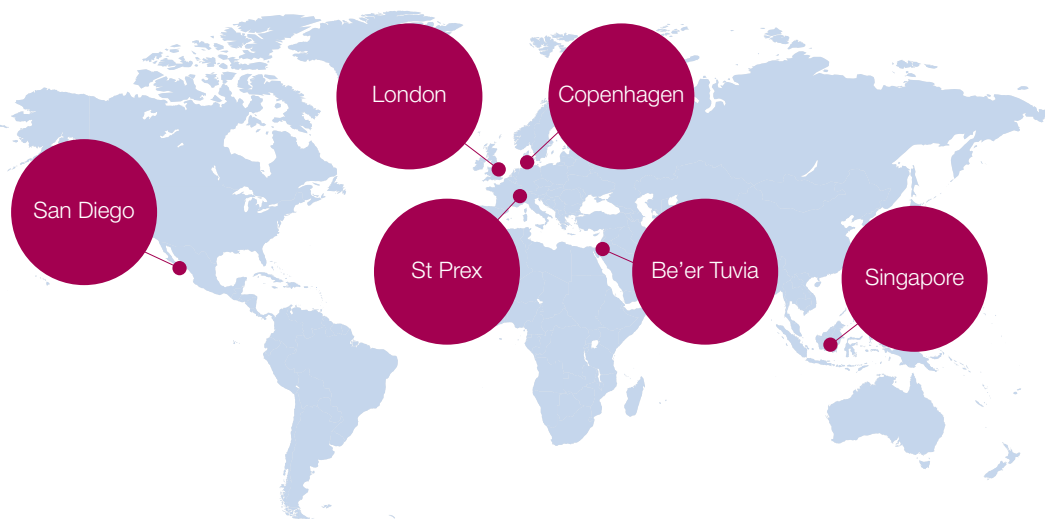 London
Copenhagen
San Diego
St Prex
Be’er Tuvia
Singapore